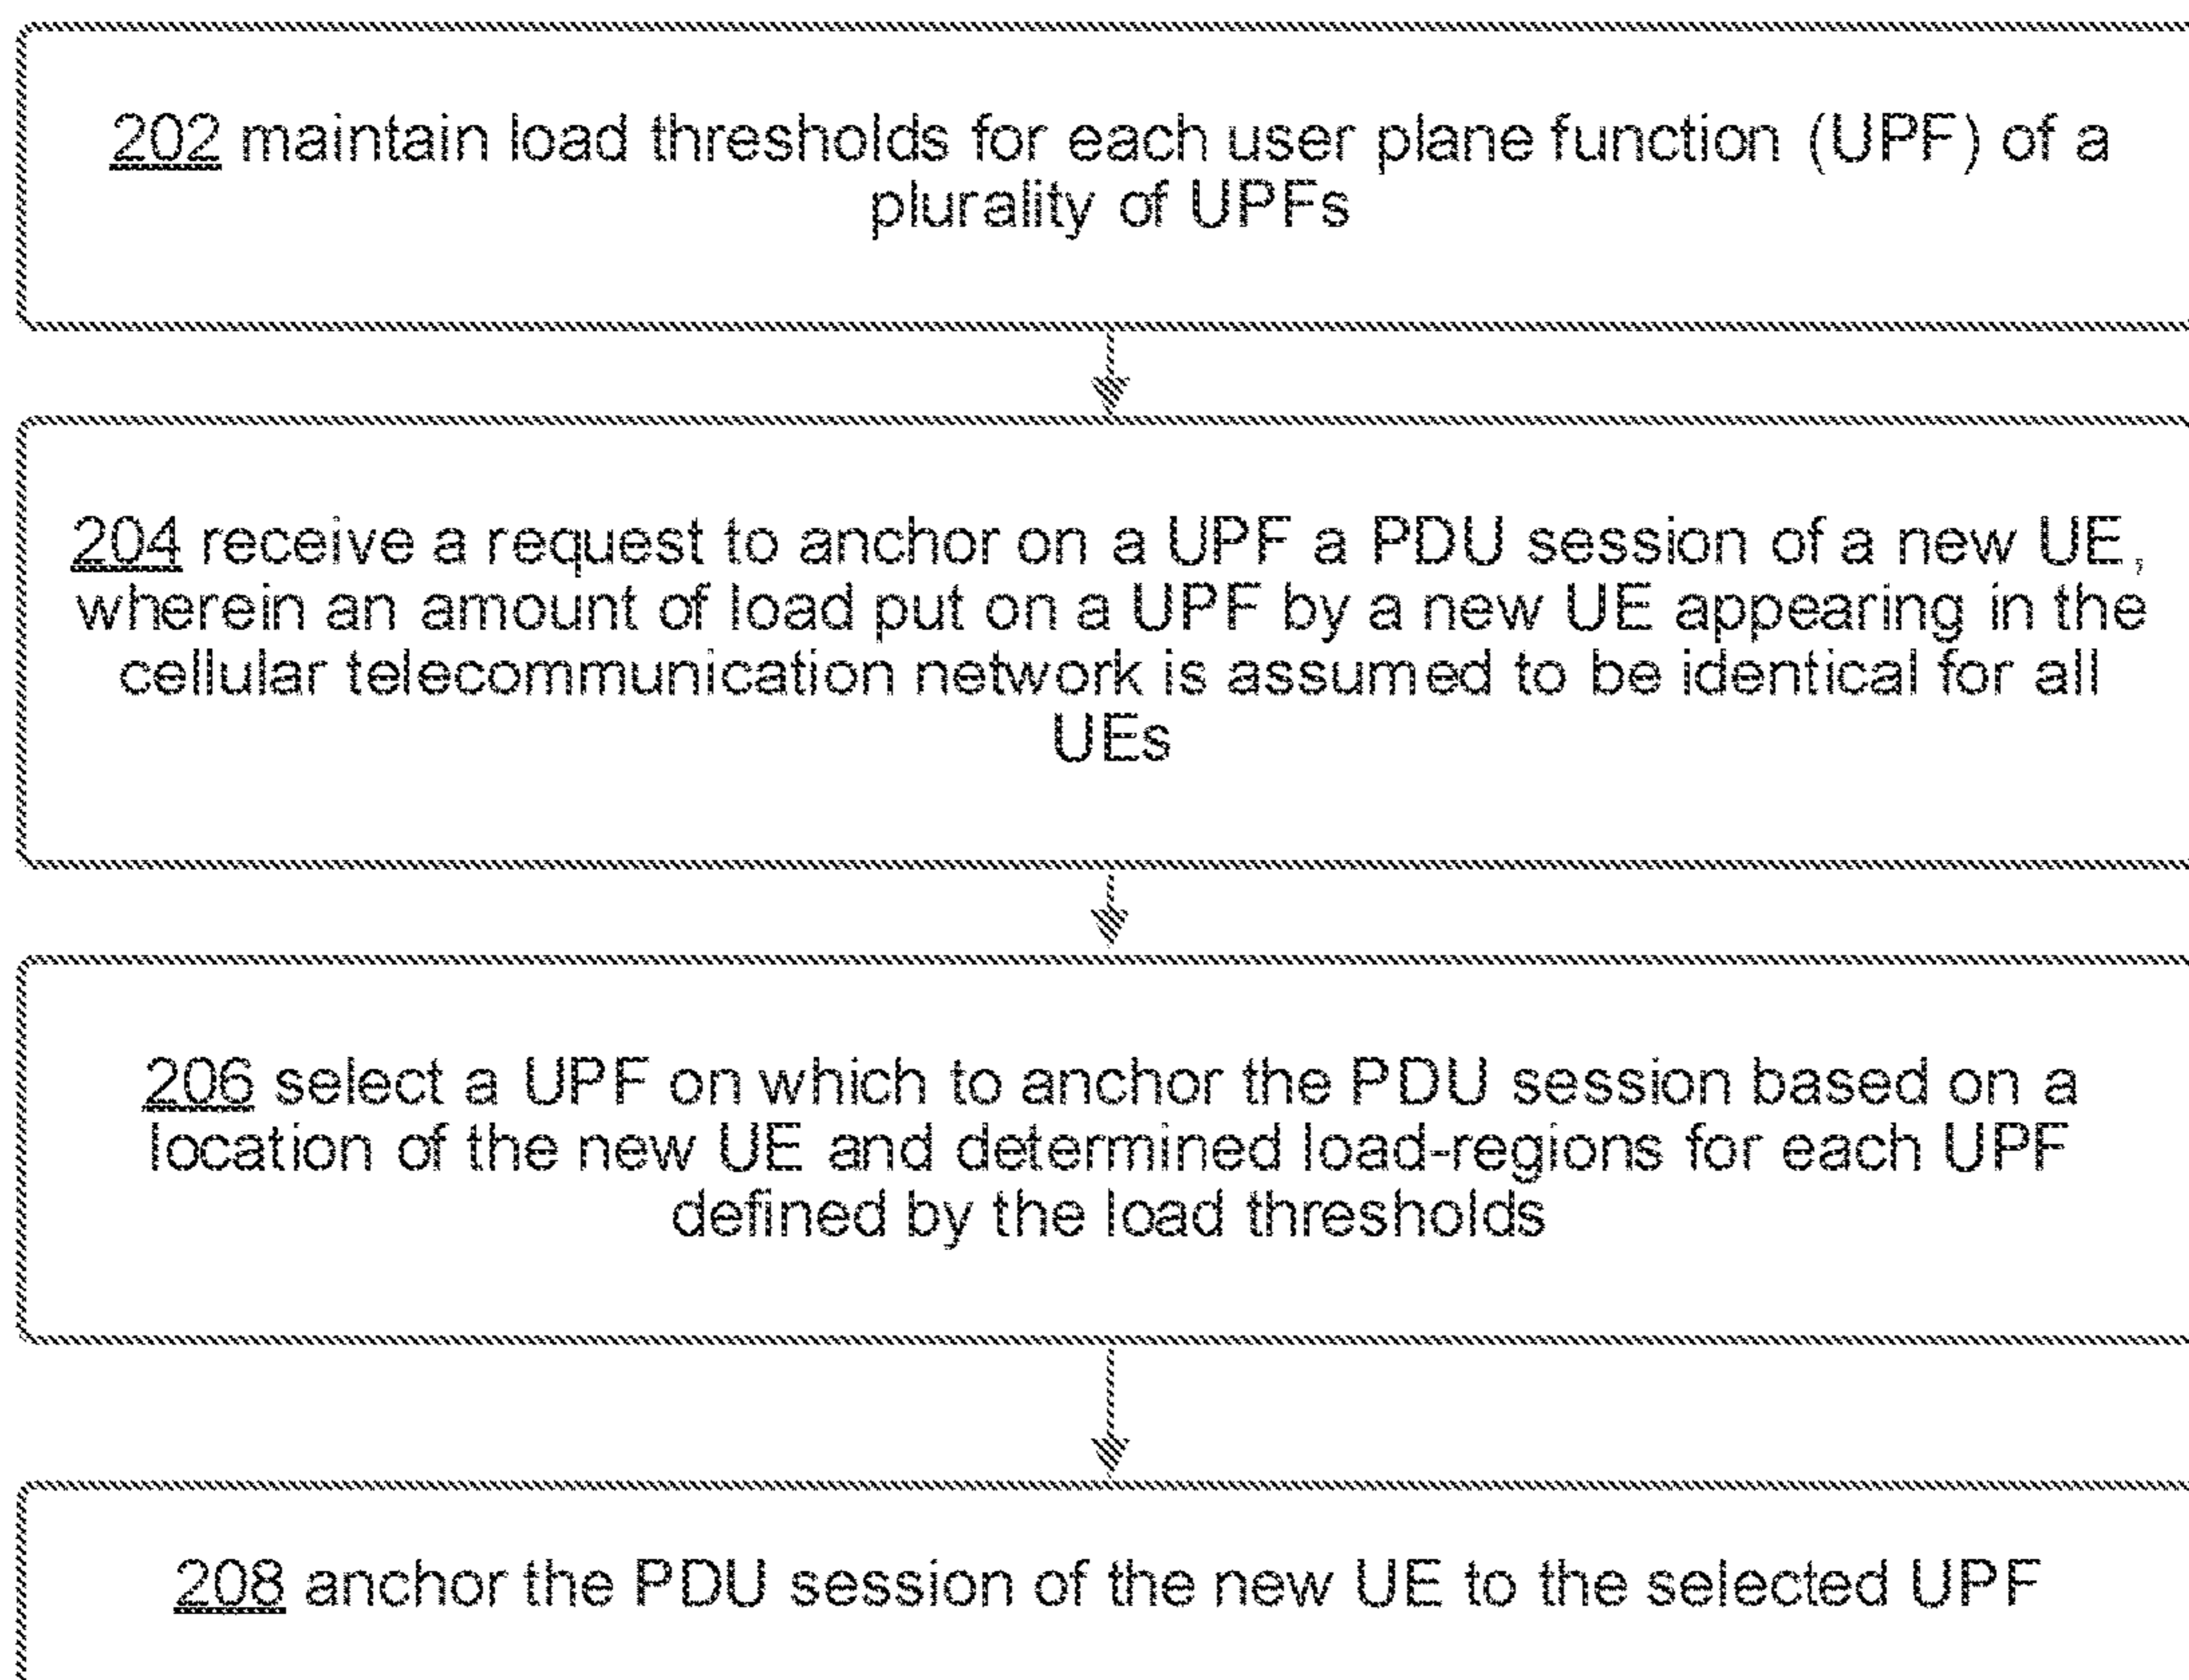 202 maintain load thresholds for each user plane function (UPF) of a
plurality of UPFs
204 receive a request to anchor on a UPF a PDU session of a new UE,
wherein an amount of load put on a UPF by a new UE appearing in the
cellular telecommunication network is assumed to be identical for all
UEs
206 select a UPF on which to anchor the PDU session based on a
location of the new UE and determined load-regions for each UPF
defined by the load thresholds
208 anchor the PDU session of the new UE to the selected UPF